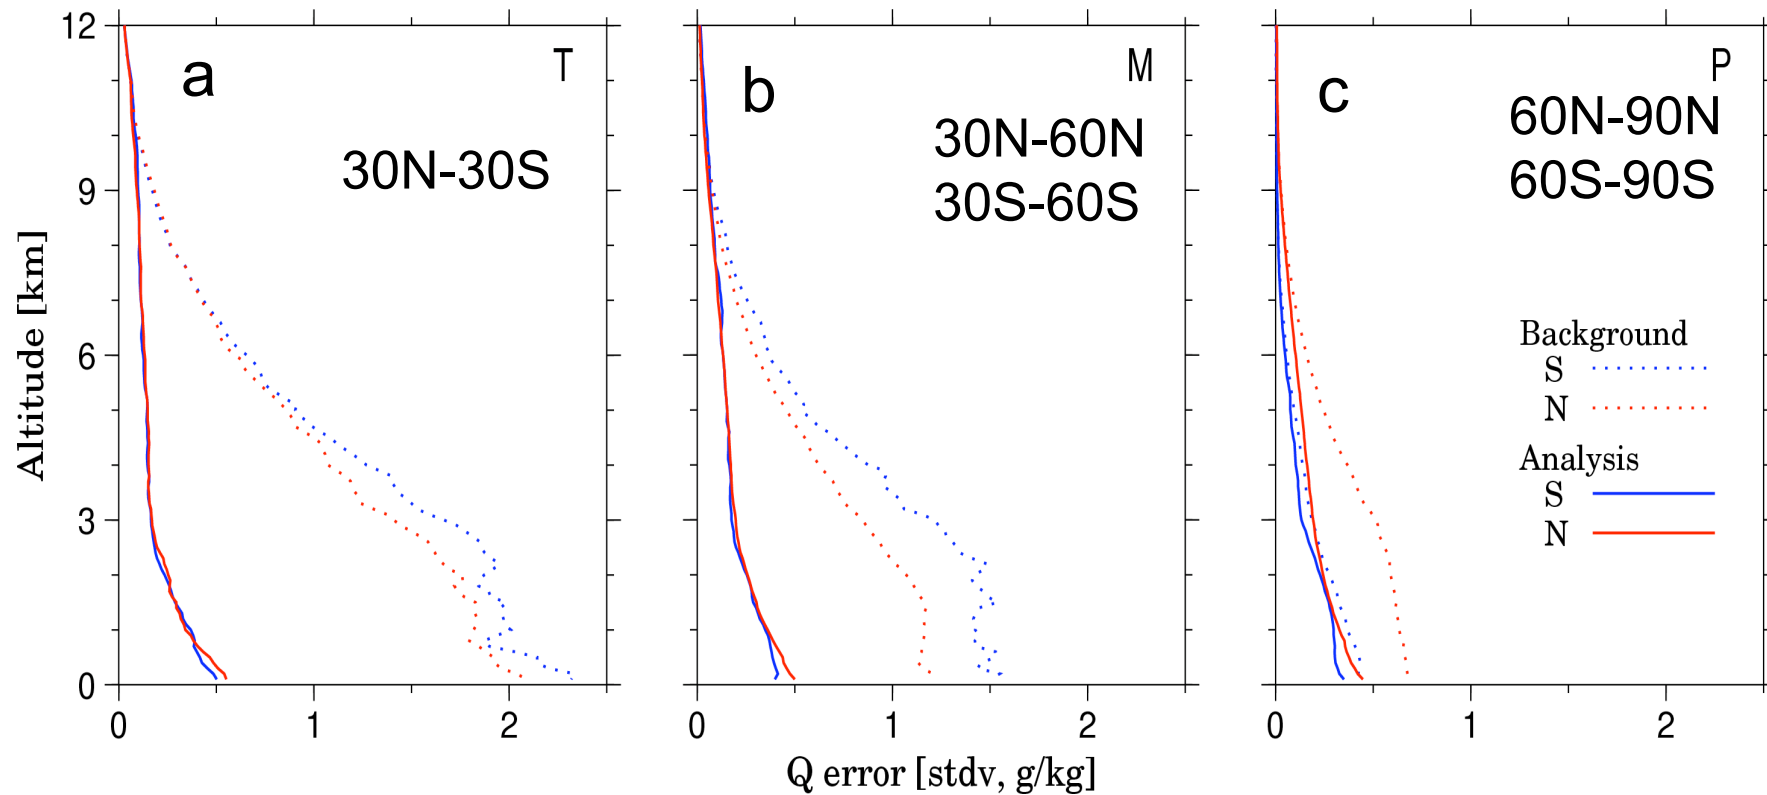 a
T
30N-30S
b
M
30N-60N
30S-60S
c
P
60N-90N
60S-90S
Background
S
N
Analysis
S
N
12
9
6
3
0
Altitude [km]
0 1 2
0 1 2
0 1 2
Q error [stdv, g/kg]